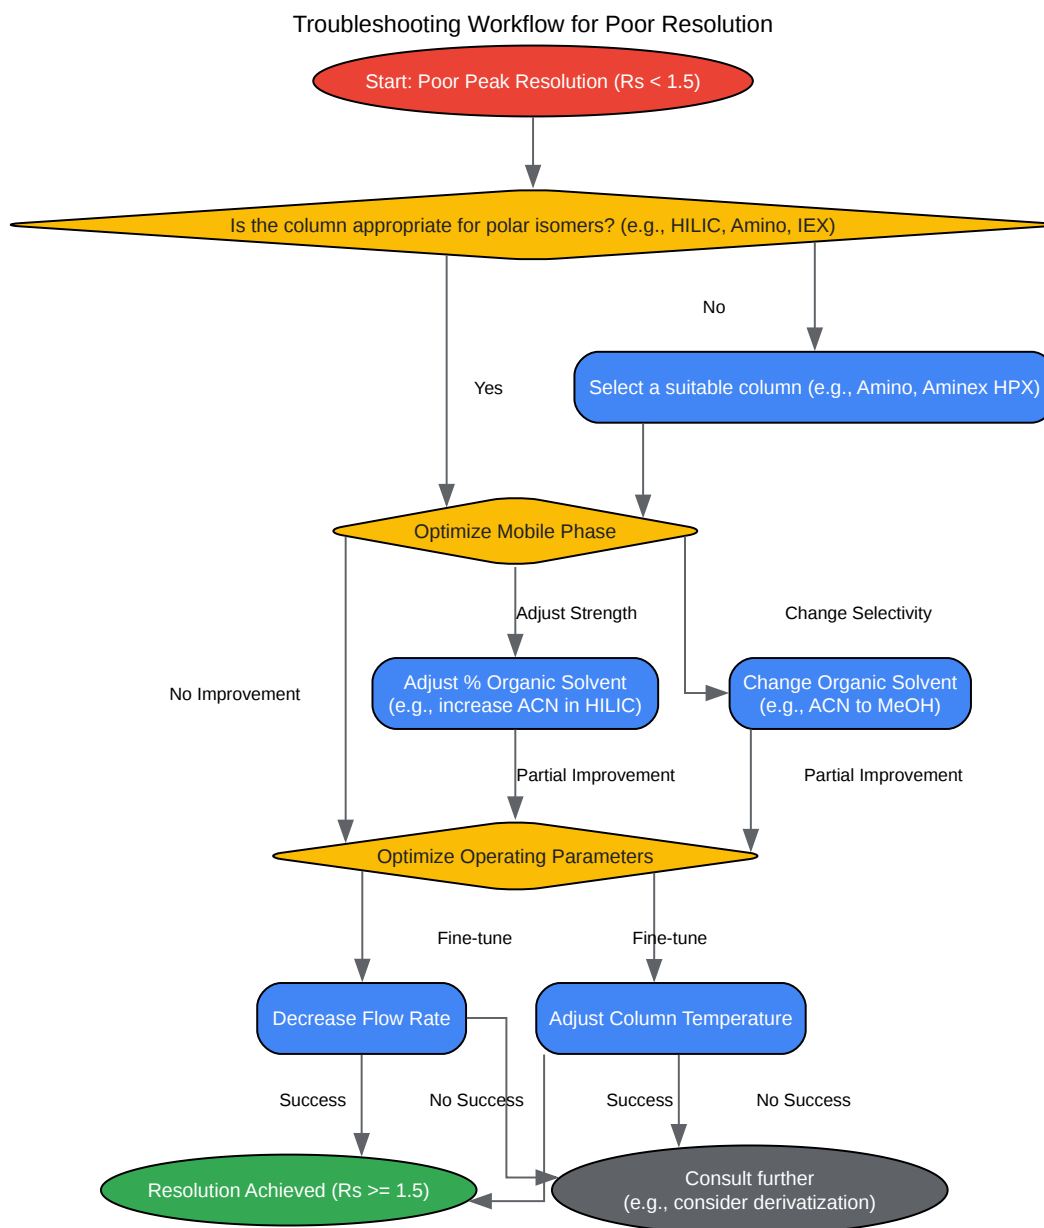 Troubleshooting Workflow for Poor Resolution
Start: Poor Peak Resolution (Rs < 1.5)
Is the column appropriate for polar isomers? (e.g., HILIC, Amino, IEX)
No
Yes
Select a suitable column (e.g., Amino, Aminex HPX)
Optimize Mobile Phase
Adjust Strength
Change Selectivity
No Improvement
Adjust % Organic Solvent
(e.g., increase ACN in HILIC)
Change Organic Solvent
(e.g., ACN to MeOH)
Partial Improvement
Partial Improvement
Optimize Operating Parameters
Fine-tune
Fine-tune
Decrease Flow Rate
Adjust Column Temperature
Success
No Success
Success
No Success
Resolution Achieved (Rs >= 1.5)
Consult further
(e.g., consider derivatization)